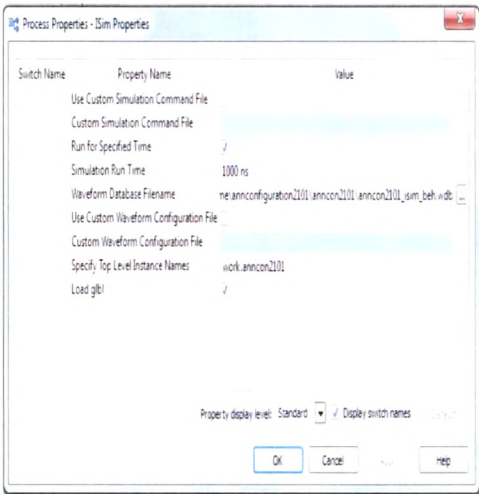 Process Properties - ISim Properties
Switch Name Property Name Value
Use Custom Simulation Command File
Custom Simulation Command File
Run for Specified Time
Simulation Run Time 1000 ns
Waveform Database Filename ne\annconfiguration2101\anncon2101\anncon2101_isim_beh.wdb ...
Use Custom Waveform Configuration File
Custom Waveform Configuration File
Specify Top Level Instance Names work.anncon2101
Load glbl
Property display level: Standard Display switch names Default
OK Cancel Apply Help